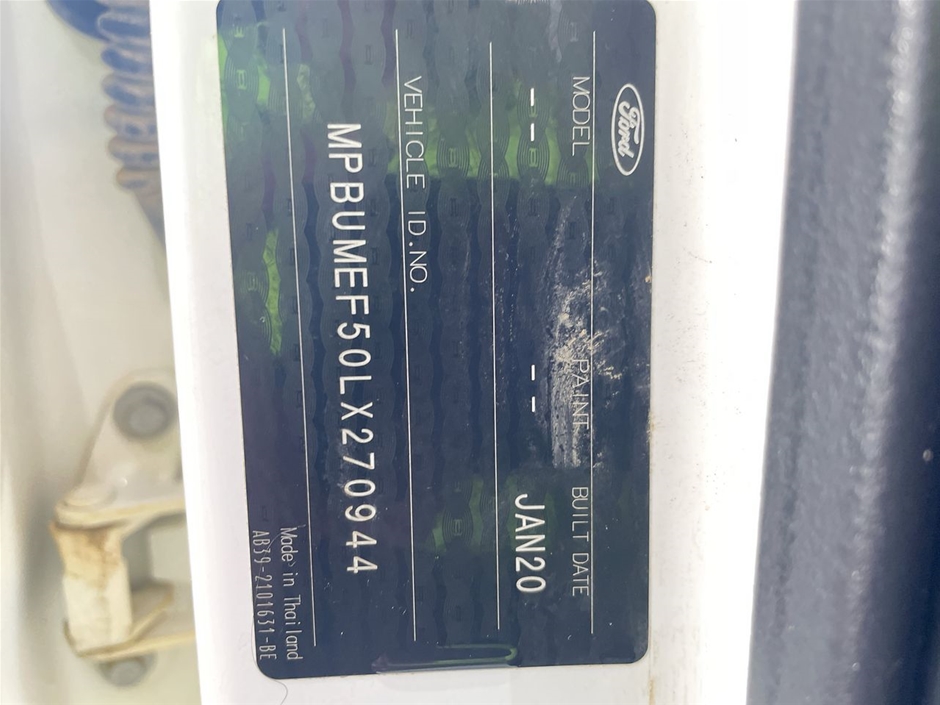 Ford
MODEL PAINT BUILT DATE
-- -- JAN20
VEHICLE ID.NO.
MPBUMEF50LX270944
Made in Thailand
AB39-2101631-BE